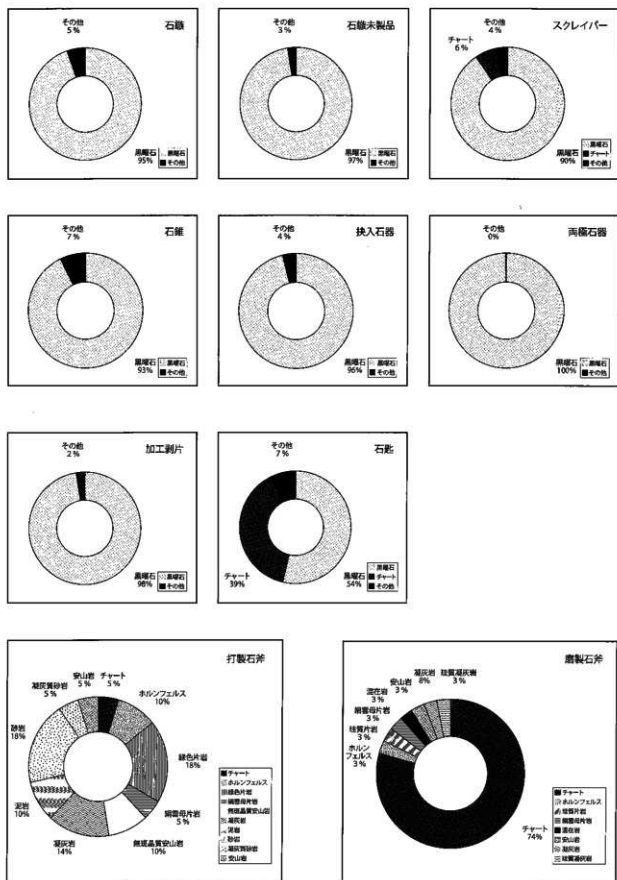 石鏃
その他
5%
黒曜石
95%
黒曜石
その他
石鏃未製品
その他
3%
黒曜石
97%
黒曜石
その他
スクレイパー
その他
4%
チャート
6%
黒曜石
90%
黒曜石
チャート
その他
石錐
その他
7%
黒曜石
93%
黒曜石
その他
抉入石器
その他
4%
黒曜石
96%
黒曜石
その他
両極石器
その他
0%
黒曜石
100%
黒曜石
その他
加工剥片
その他
2%
黒曜石
98%
黒曜石
その他
石匙
その他
7%
チャート
39%
黒曜石
54%
黒曜石
チャート
その他
打製石斧
チャート
5%
ホルンフェルス
10%
緑色片岩
18%
絹雲母片岩
5%
無斑晶質安山岩
10%
凝灰岩
14%
泥岩
10%
砂岩
18%
凝灰質砂岩
5%
安山岩
5%
チャート
ホルンフェルス
緑色片岩
絹雲母片岩
無斑晶質安山岩
凝灰岩
泥岩
砂岩
凝灰質砂岩
安山岩
磨製石斧
チャート
74%
ホルン
フェルス
3%
珪質片岩
3%
絹雲母片岩
3%
混在岩
3%
安山岩
3%
凝灰岩
8%
珪質凝灰岩
3%
チャート
ホルンフェルス
珪質片岩
絹雲母片岩
混在岩
安山岩
凝灰岩
珪質凝灰岩